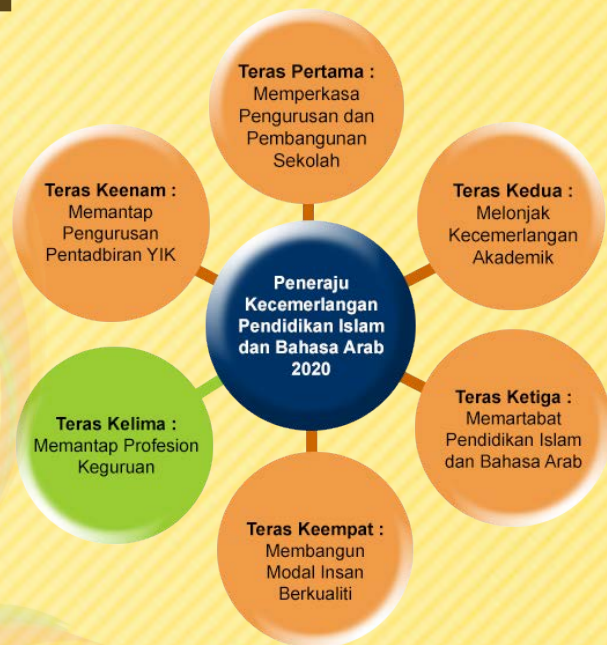 Teras Pertama :
Memperkasa
Pengurusan dan
Pembangunan
Sekolah
Teras Kedua :
Melonjak
Kecemerlangan
Akademik
Teras Ketiga :
Memartabat
Pendidikan Islam
dan Bahasa Arab
Teras Keempat :
Membangun
Modal Insan
Berkualiti
Teras Kelima :
Memantap Profesion
Keguruan
Teras Keenam :
Memantap
Pengurusan
Pentadbiran YIK
Peneraju
Kecemerlangan
Pendidikan Islam
dan Bahasa Arab
2020